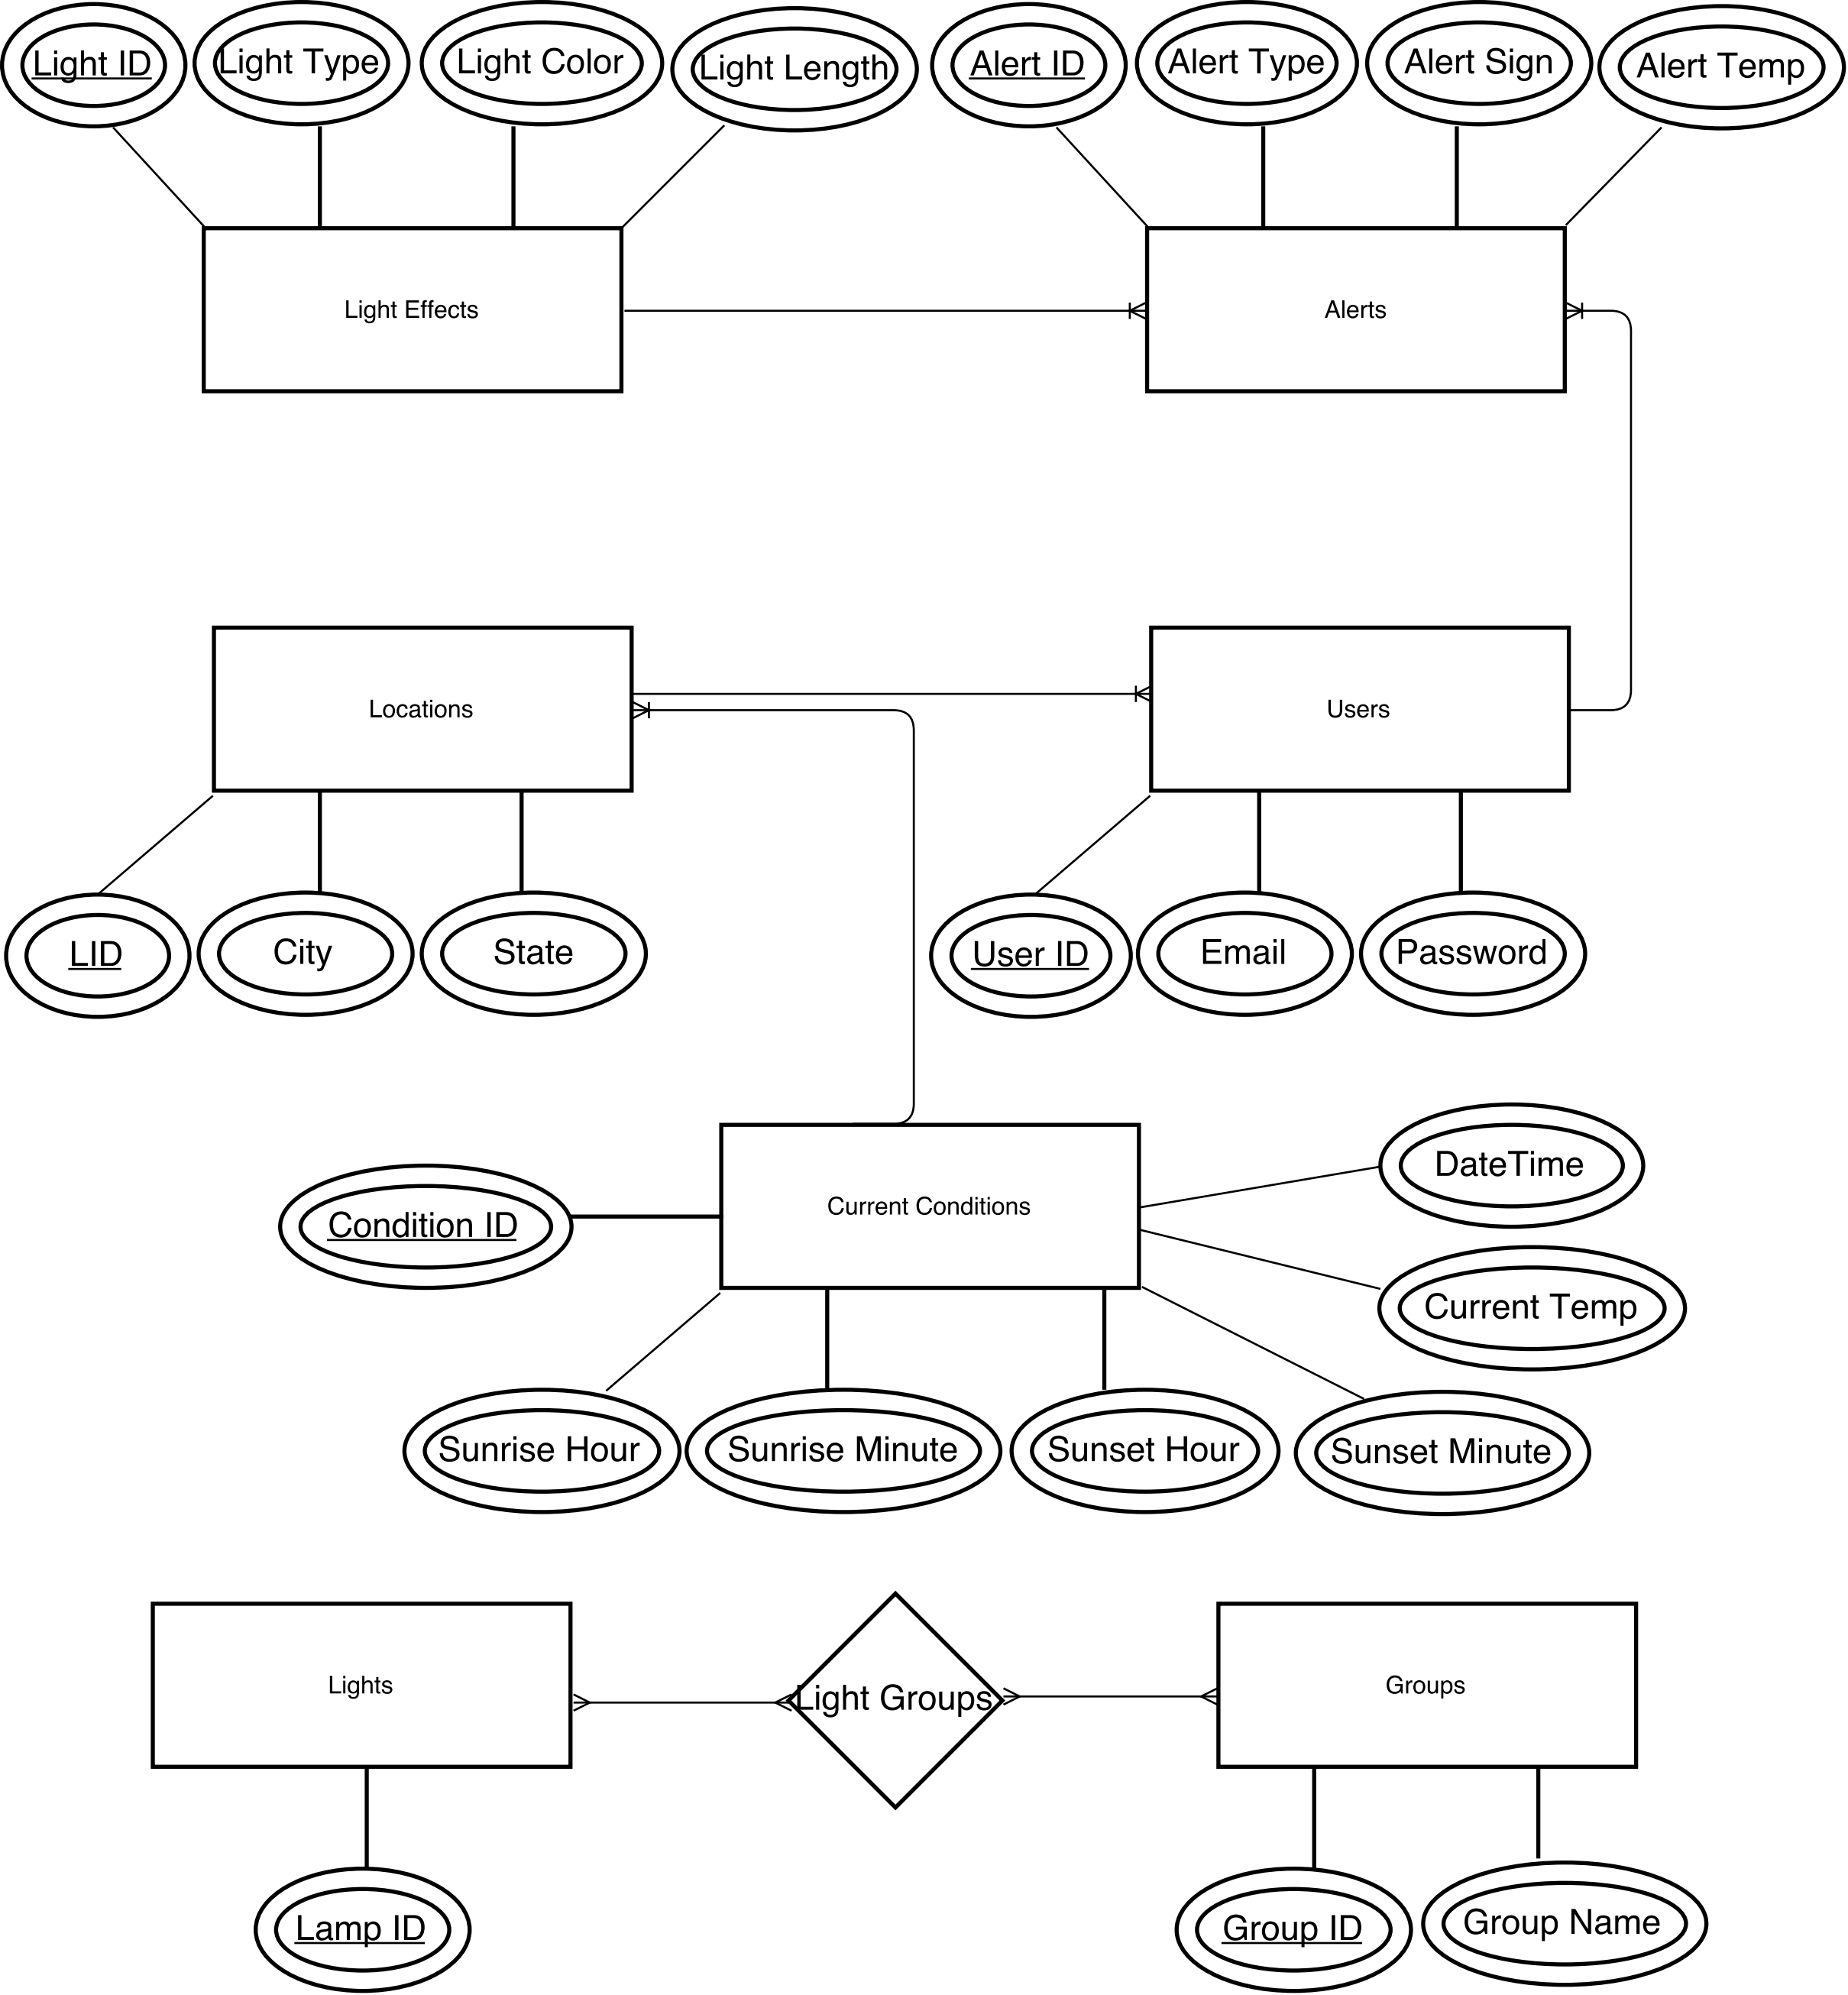 Light ID
Light Type
Light Color
Light Length
Alert ID
Alert Type
Alert Sign
Alert Temp
Light Effects
Alerts
Locations
Users
LID
City
State
User ID
Email
Password
DateTime
Current Conditions
Condition ID
Current Temp
Sunrise Hour
Sunrise Minute
Sunset Hour
Sunset Minute
Lights
Light Groups
Groups
Lamp ID
Group ID
Group Name